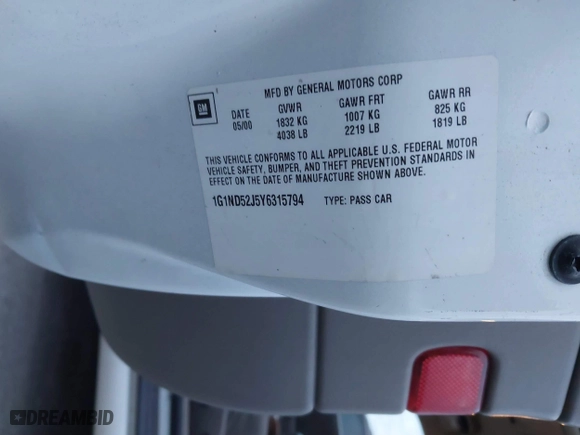 MFD BY GENERAL MOTORS CORP
GM
DATE GVWR GAWR FRT GAWR RR
05/00 1832 KG 1007 KG 825 KG
4038 LB 2219 LB 1819 LB
THIS VEHICLE CONFORMS TO ALL APPLICABLE U.S. FEDERAL MOTOR
VEHICLE SAFETY, BUMPER, AND THEFT PREVENTION STANDARDS IN
EFFECT ON THE DATE OF MANUFACTURE SHOWN ABOVE.
1G1ND52J5Y6315794 TYPE: PASS CAR
DREAMBID